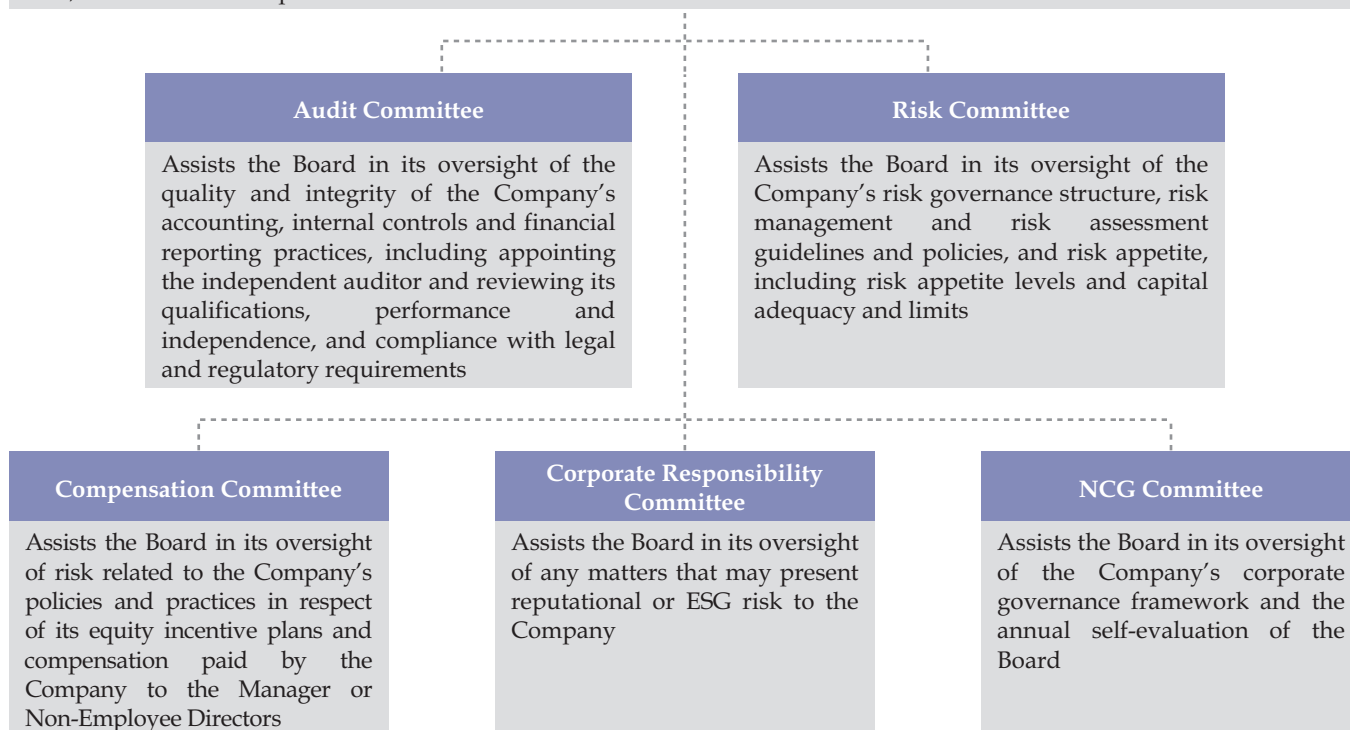 Audit Committee
Assists the Board in its oversight of the
quality and integrity of the Company's
accounting, internal controls and financial
reporting practices, including appointing
the independent auditor and reviewing its
qualifications, performance and
independence, and compliance with legal
and regulatory requirements
Risk Committee
Assists the Board in its oversight of the
Company's risk governance structure, risk
management and risk assessment
guidelines and policies, and risk appetite,
including risk appetite levels and capital
adequacy and limits
Compensation Committee
Assists the Board in its oversight
of risk related to the Company's
policies and practices in respect
of its equity incentive plans and
compensation paid by the
Company to the Manager or
Non-Employee Directors
Corporate Responsibility
Committee
Assists the Board in its oversight
of any matters that may present
reputational or ESG risk to the
Company
NCG Committee
Assists the Board in its oversight
of the Company's corporate
governance framework and the
annual self-evaluation of the
Board